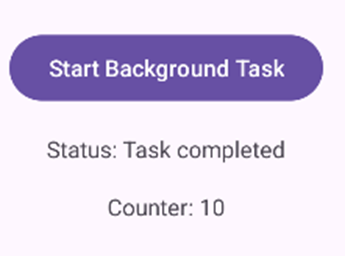 Start Background Task
Status: Task completed
Counter: 10